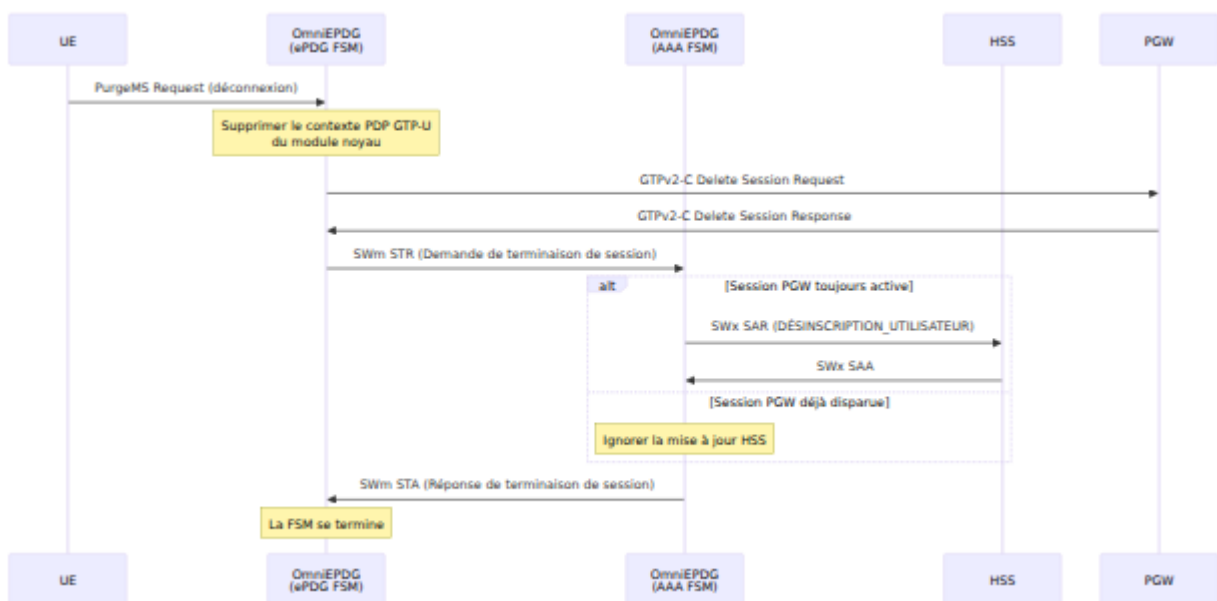 UE
OmniEPDG
(ePDG FSM)
OmniEPDG
(AAA FSM)
HSS
PGW
PurgeMS Request (déconnexion)
Supprimer le contexte PDP GTP-U
du module noyau
GTPv2-C Delete Session Request
GTPv2-C Delete Session Response
SWm STR (Demande de terminaison de session)
alt
[Session PGW toujours active]
SWx SAR (DÉSINSCRIPTION_UTILISATEUR)
SWx SAA
[Session PGW déjà disparue]
Ignorer la mise à jour HSS
SWm STA (Réponse de terminaison de session)
La FSM se termine
UE
OmniEPDG
(ePDG FSM)
OmniEPDG
(AAA FSM)
HSS
PGW